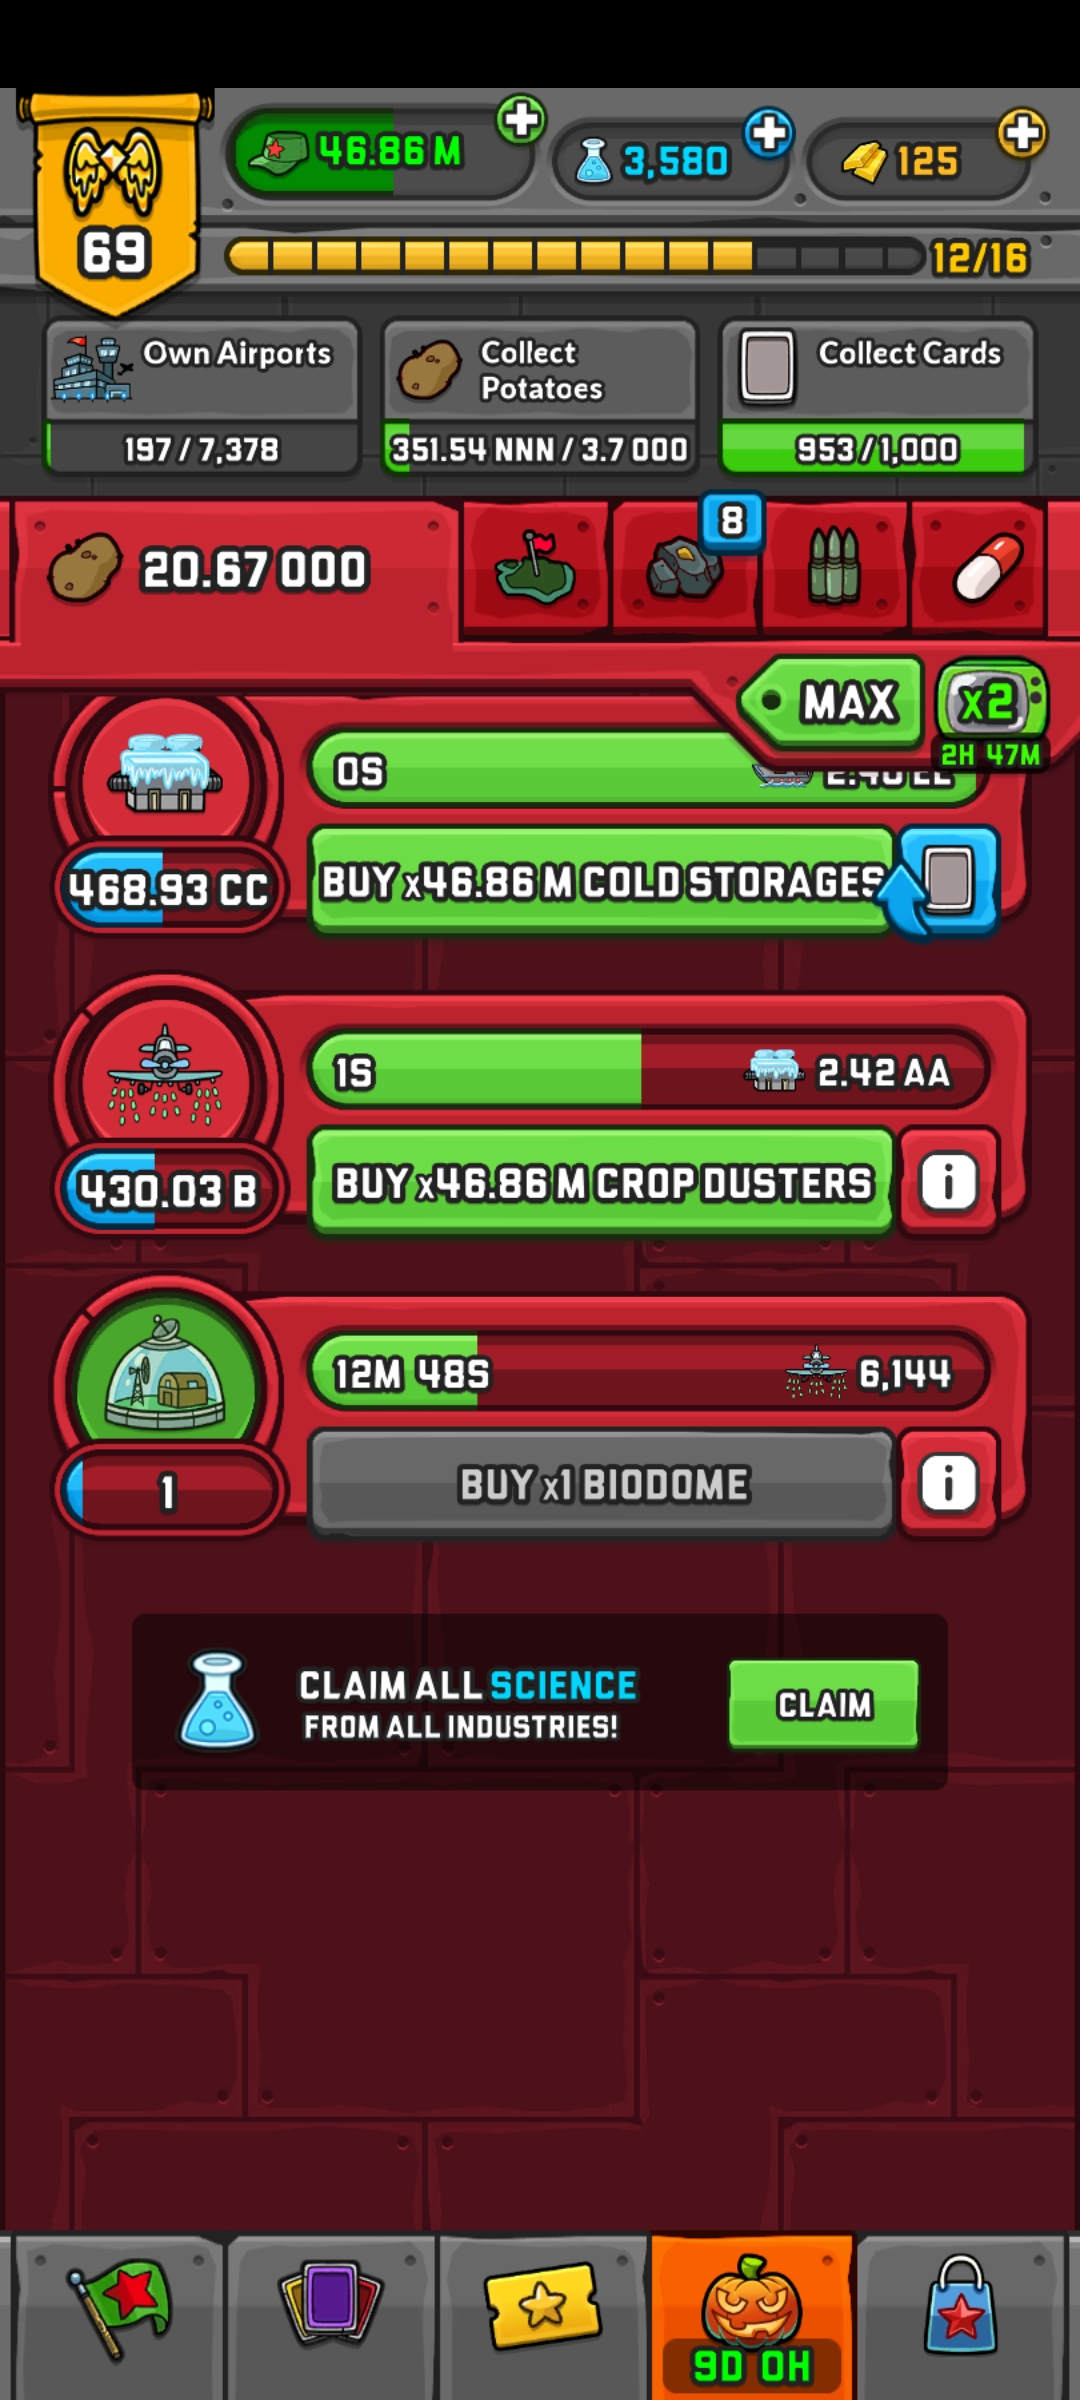 46.86 M
3,580
125
69
12/16
Own Airports
197 / 7,378
Collect
Potatoes
351.54 NNN / 3.7 OOO
Collect Cards
953 / 1,000
20.67 OOO
8
MAX
x2
2H 47M
0S
468.93 CC
BUY x46.86 M COLD STORAGES
1S
2.42 AA
430.03 B
BUY x46.86 M CROP DUSTERS
i
12M 48S
6,144
1
BUY x1 BIODOME
i
CLAIM ALL SCIENCE
FROM ALL INDUSTRIES!
CLAIM
9D 0H